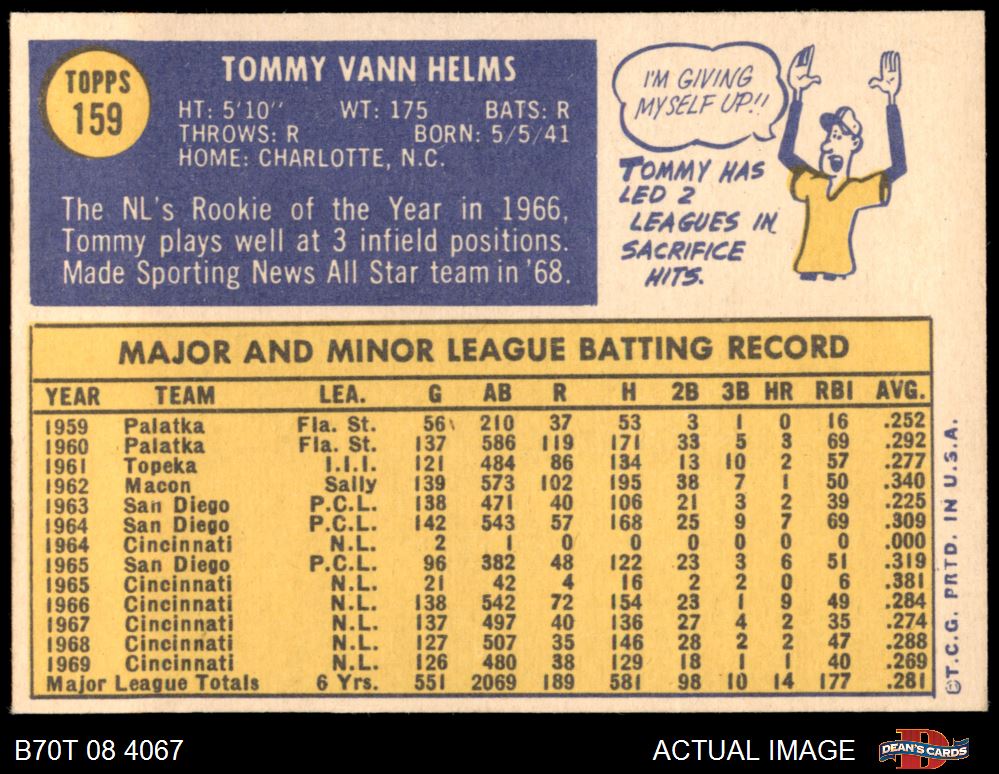 TOPPS
159
TOMMY VANN HELMS
HT: 5'10" WT: 175 BATS: R
THROWS: R BORN: 5/5/41
HOME: CHARLOTTE, N.C.
The NL's Rookie of the Year in 1966,
Tommy plays well at 3 infield positions.
Made Sporting News All Star team in '68.
I'M GIVING
MYSELF UP!!
TOMMY HAS
LED 2
LEAGUES IN
SACRIFICE
HITS.
MAJOR AND MINOR LEAGUE BATTING RECORD
YEAR TEAM LEA. G AB R H 2B 3B HR RBI AVG.
1959 Palatka Fla. St. 56 210 37 53 3 1 0 16 .252
1960 Palatka Fla. St. 137 586 119 171 33 5 3 69 .292
1961 Topeka I.I.I. 121 484 86 134 13 10 2 57 .277
1962 Macon Sally 139 573 102 195 38 7 1 50 .340
1963 San Diego P.C.L. 138 471 40 106 21 3 2 39 .225
1964 San Diego P.C.L. 142 543 57 168 25 9 7 69 .309
1964 Cincinnati N.L. 2 1 0 0 0 0 0 0 .000
1965 San Diego P.C.L. 96 382 48 122 23 3 6 51 .319
1965 Cincinnati N.L. 21 42 4 16 2 2 0 6 .381
1966 Cincinnati N.L. 138 542 72 154 23 1 9 49 .284
1967 Cincinnati N.L. 137 497 40 136 27 4 2 35 .274
1968 Cincinnati N.L. 127 507 35 146 28 2 2 47 .288
1969 Cincinnati N.L. 126 480 38 129 18 1 1 40 .269
Major League Totals 6 Yrs. 551 2069 189 581 98 10 14 177 .281
©T.C.G. PRTD. IN U.S.A.
B70T 08 4067
ACTUAL IMAGE
D
DEAN'S CARDS